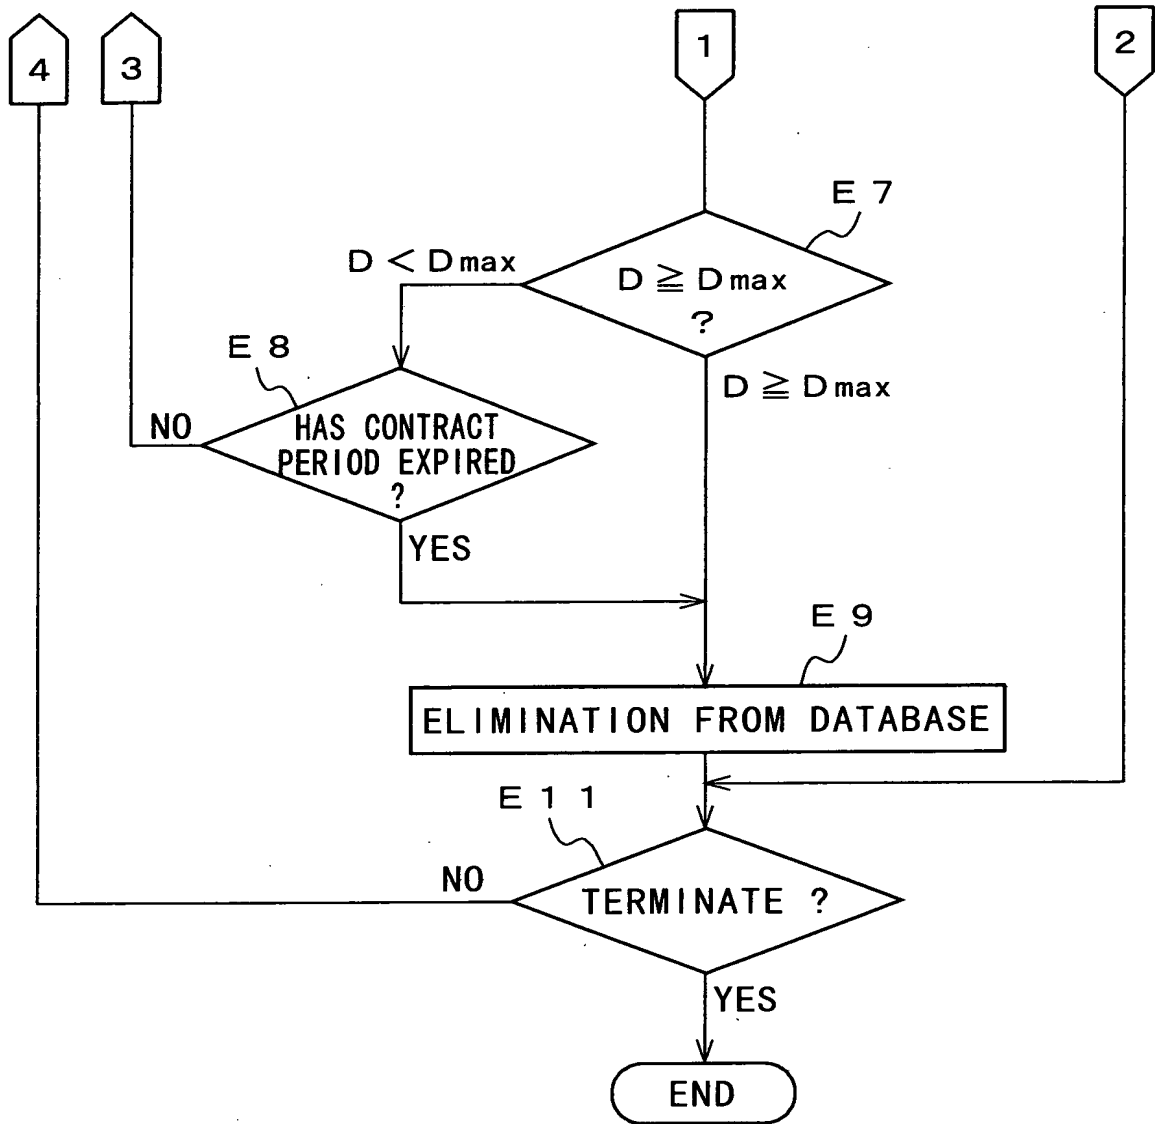 4
3
1
2
E 7
D < Dmax
D ≧ Dmax
?
E 8
D ≧ Dmax
NO
HAS CONTRACT
PERIOD EXPIRED
?
YES
E 9
ELIMINATION FROM DATABASE
E 1 1
NO
TERMINATE ?
YES
END